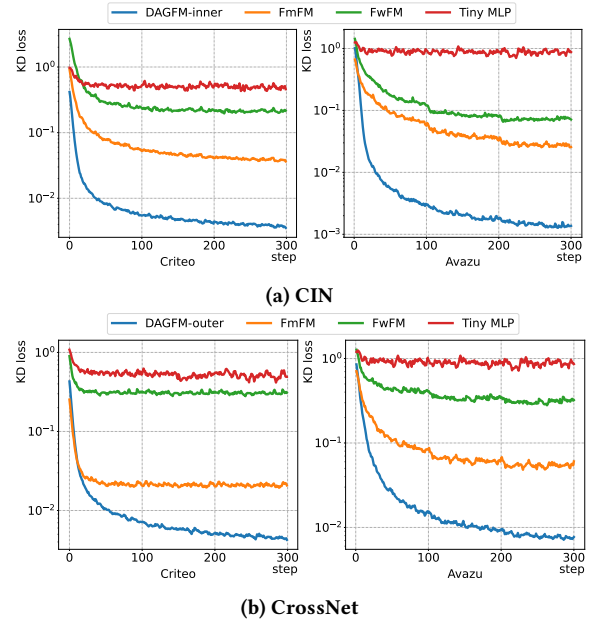 DAGFM-inner FmFM FwFM Tiny MLP
KD loss
10^0
10^-1
10^-2
0 100 200 300
Criteo step
KD loss
10^0
10^-1
10^-2
10^-3
0 100 200 300
Avazu step
(a) CIN
DAGFM-outer FmFM FwFM Tiny MLP
KD loss
10^0
10^-1
10^-2
0 100 200 300
Criteo step
KD loss
10^0
10^-1
10^-2
0 100 200 300
Avazu step
(b) CrossNet